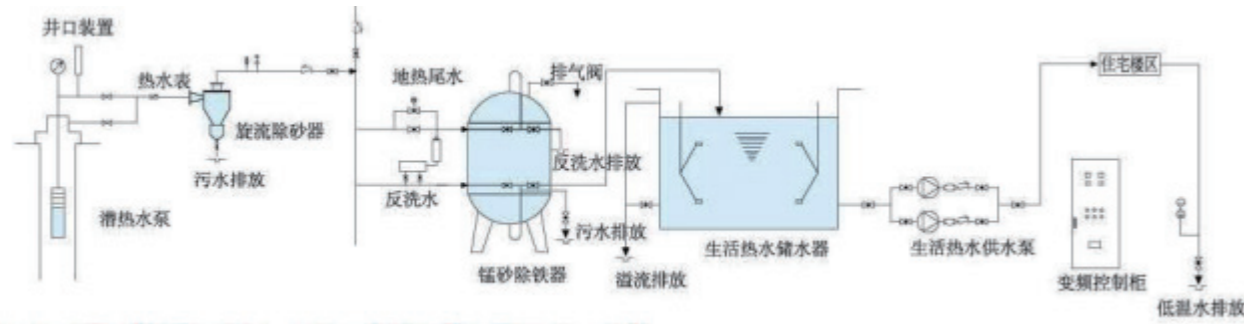 井口装置
热水表
旋流除砂器
污水排放
潜热水泵
地热尾水
排气阀
反洗水排放
反洗水
污水排放
锰砂除铁器
溢流排放
生活热水储水器
生活热水供水泵
住宅楼区
变频控制柜
低温水排放